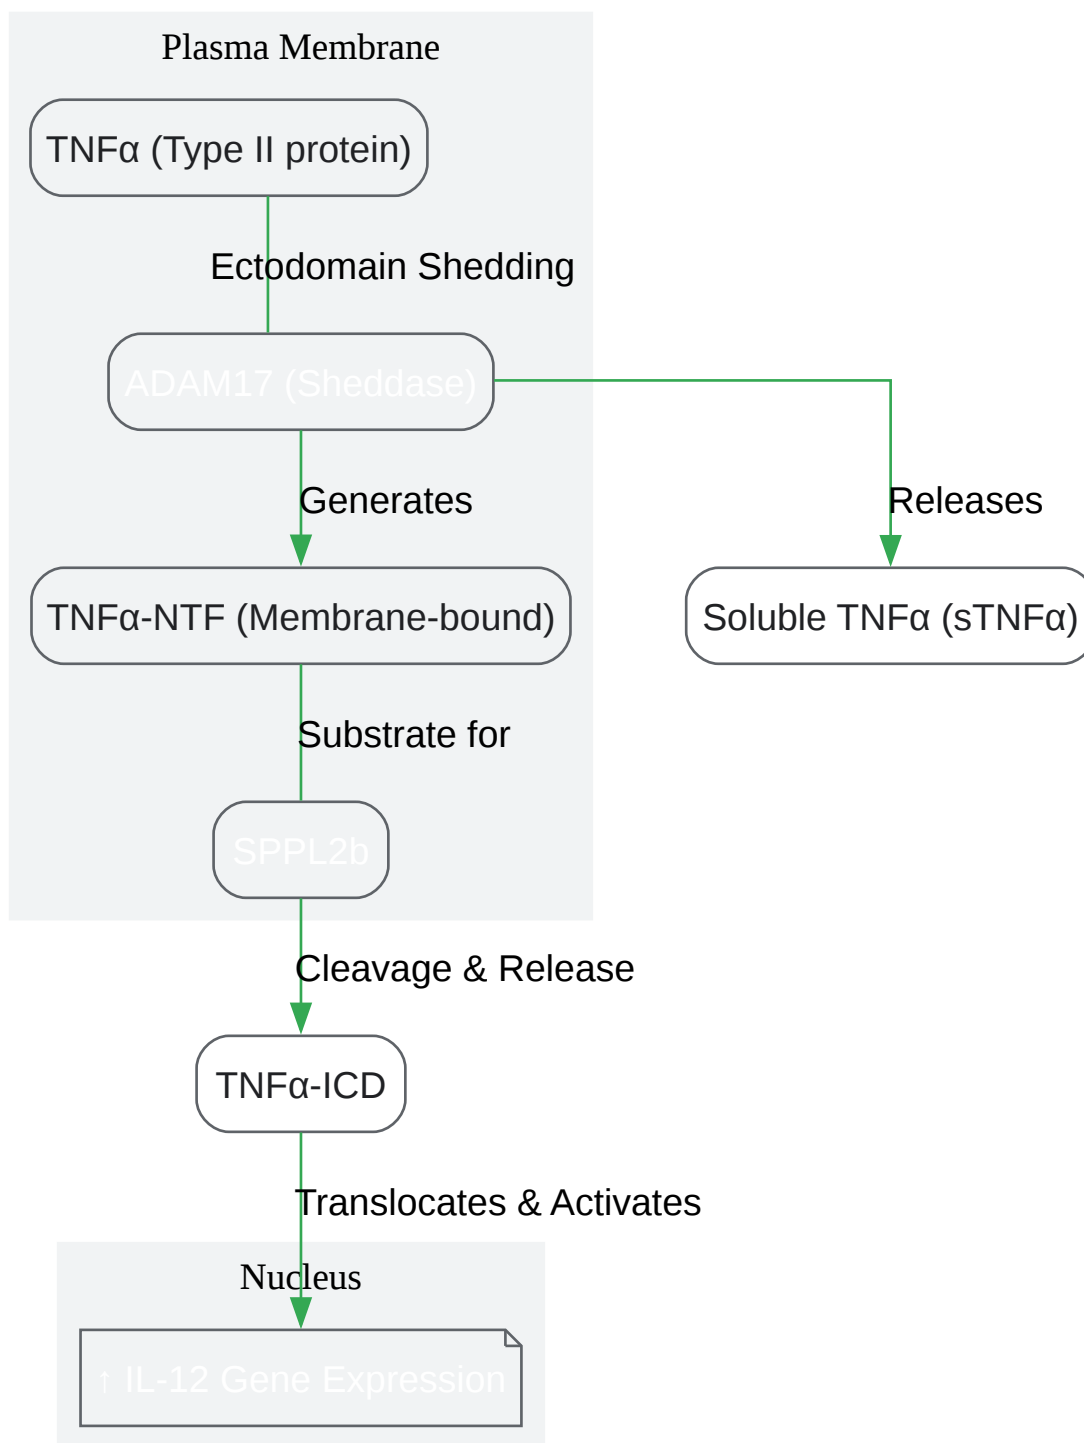 Plasma Membrane
TNFα (Type II protein)
Ectodomain Shedding
ADAM17 (Sheddase)
Generates
Releases
TNFα-NTF (Membrane-bound)
Soluble TNFα (sTNFα)
Substrate for
SPPL2b
Cleavage & Release
TNFα-ICD
Translocates & Activates
Nucleus
↑ IL-12 Gene Expression